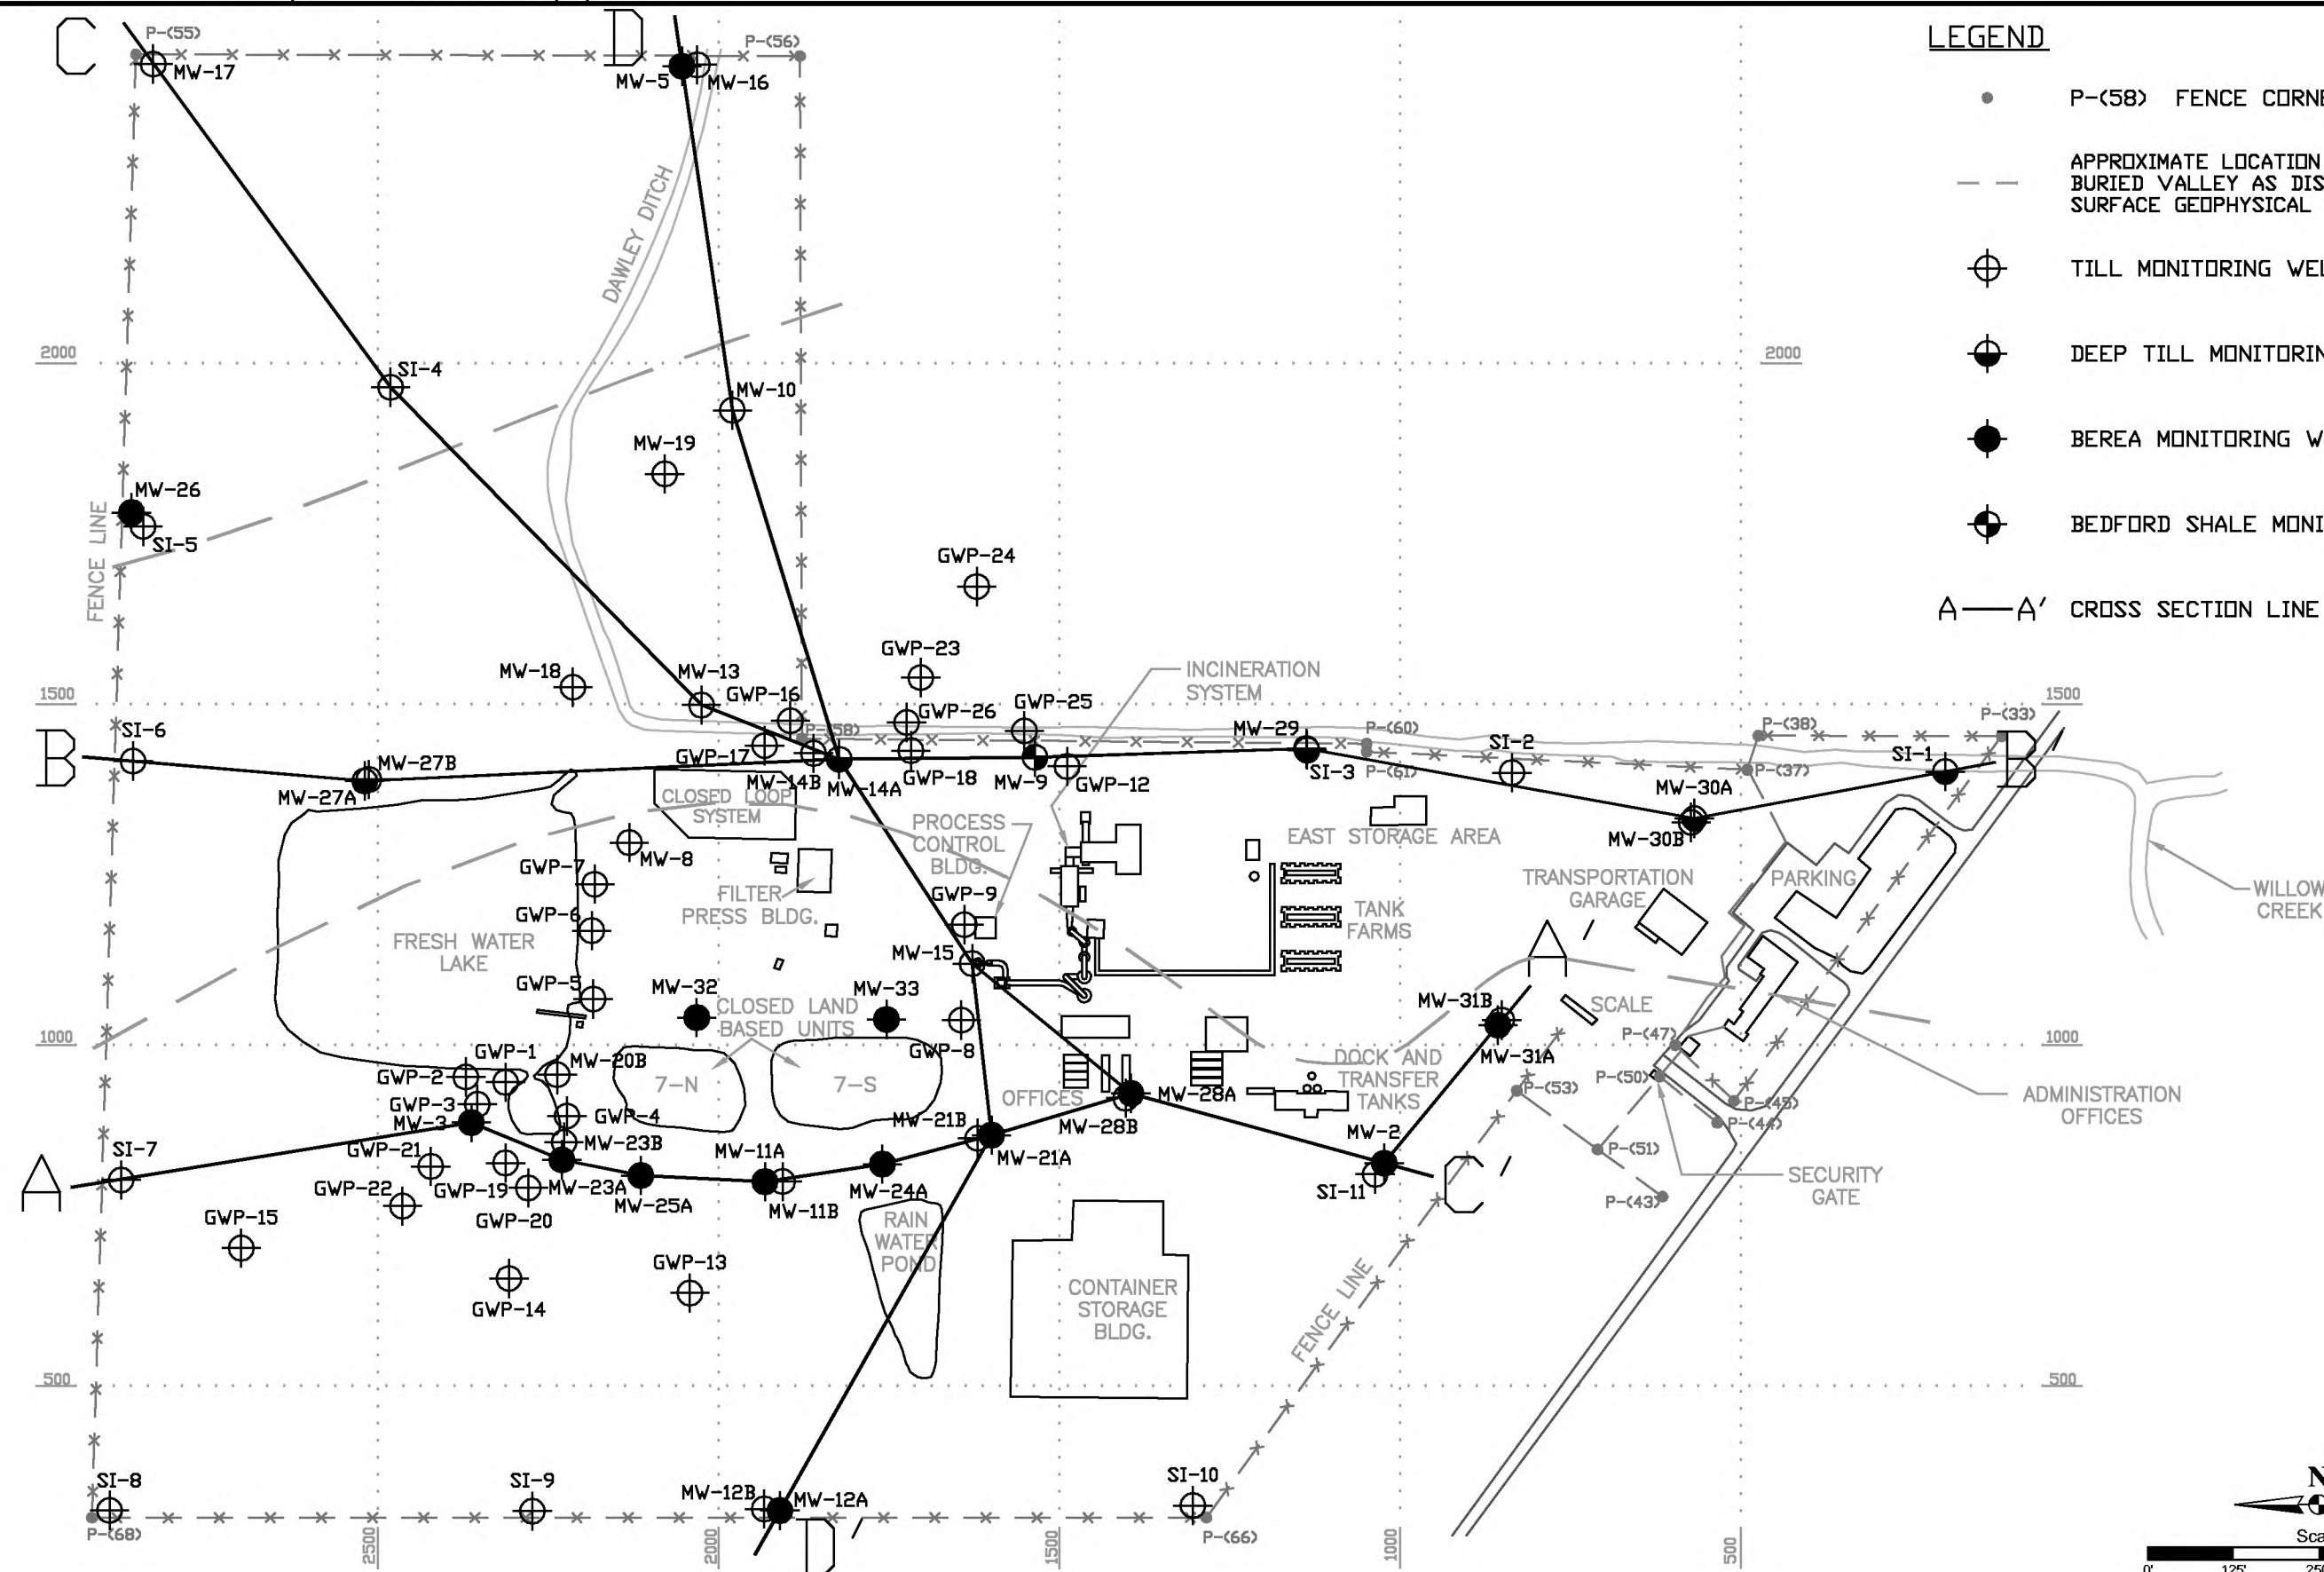 C
P-(55)
MW-17
D
MW-5
MW-16
P-(56)
LEGEND
P-(58) FENCE CORNE
APPROXIMATE LOCATION
BURIED VALLEY AS DIS
SURFACE GEOPHYSICAL
TILL MONITORING WEL
DEEP TILL MONITORIN
BEREA MONITORING W
BEDFORD SHALE MONI
A A' CROSS SECTION LINE
DAWLEY DITCH
2000
2000
SI-4
MW-10
MW-19
MW-26
SI-5
FENCE LINE
GWP-24
GWP-23
MW-18
MW-13
GWP-16
GWP-26
GWP-25
INCINERATION
SYSTEM
1500
1500
B
SI-6
MW-27B
MW-27A
GWP-17
P-(58)
MW-14B
MW-14A
GWP-18
MW-9
GWP-12
MW-29
SI-3
P-(60)
P-(61)
SI-2
P-(38)
P-(33)
P-(37)
SI-1
B'
MW-30A
MW-30B
CLOSED LOOP
SYSTEM
PROCESS
CONTROL
BLDG.
EAST STORAGE AREA
MW-8
GWP-7
GWP-6
GWP-5
FILTER
PRESS BLDG.
GWP-9
MW-15
TANK
FARMS
TRANSPORTATION
GARAGE
PARKING
WILLOW
CREEK
FRESH WATER
LAKE
A'
MW-32
CLOSED LAND
BASED UNITS
MW-33
GWP-8
MW-31B
MW-31A
SCALE
P-(47)
1000
1000
GWP-1
GWP-2
GWP-3
MW-3
MW-20B
GWP-4
7-N
7-S
OFFICES
DOCK AND
TRANSFER
TANKS
P-(53)
P-(50)
P-(45)
P-(44)
ADMINISTRATION
OFFICES
MW-28A
MW-28B
MW-21B
MW-21A
MW-2
SI-11
P-(51)
P-(43)
SECURITY
GATE
C'
A
SI-7
GWP-21
GWP-22
GWP-19
GWP-20
MW-23B
MW-23A
MW-25A
MW-11A
MW-11B
MW-24A
GWP-15
GWP-14
GWP-13
RAIN
WATER
POND
CONTAINER
STORAGE
BLDG.
FENCE LINE
500
500
SI-8
P-(68)
SI-9
MW-12B
MW-12A
D'
SI-10
P-(66)
2500
2000
1500
1000
500
N
Sca
0'
125'
250